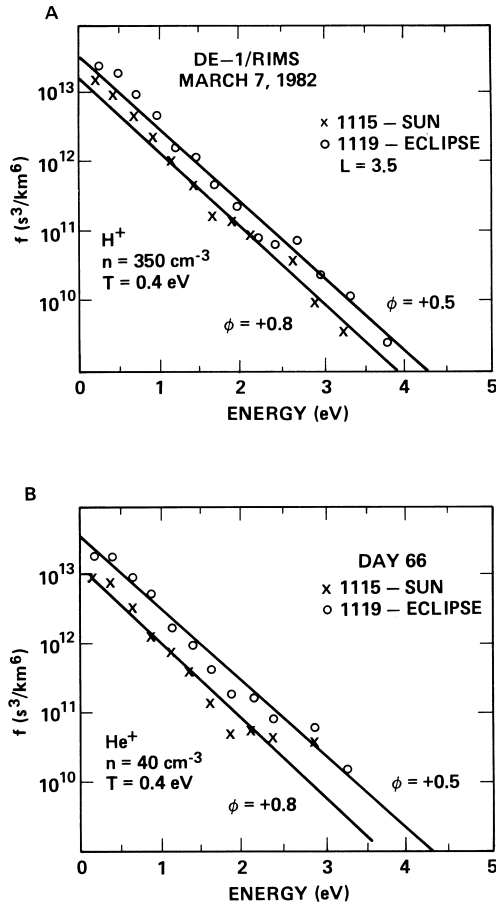 A
DE–1/RIMS
MARCH 7, 1982
x 1115 – SUN
o 1119 – ECLIPSE
L = 3.5
f (s³/km⁶)
10¹³
10¹²
10¹¹
10¹⁰
H⁺
n = 350 cm⁻³
T = 0.4 eV
ϕ = +0.8
ϕ = +0.5
0 1 2 3 4 5
ENERGY (eV)
B
DAY 66
x 1115 – SUN
o 1119 – ECLIPSE
f (s³/km⁶)
10¹³
10¹²
10¹¹
10¹⁰
He⁺
n = 40 cm⁻³
T = 0.4 eV
ϕ = +0.8
ϕ = +0.5
0 1 2 3 4 5
ENERGY (eV)